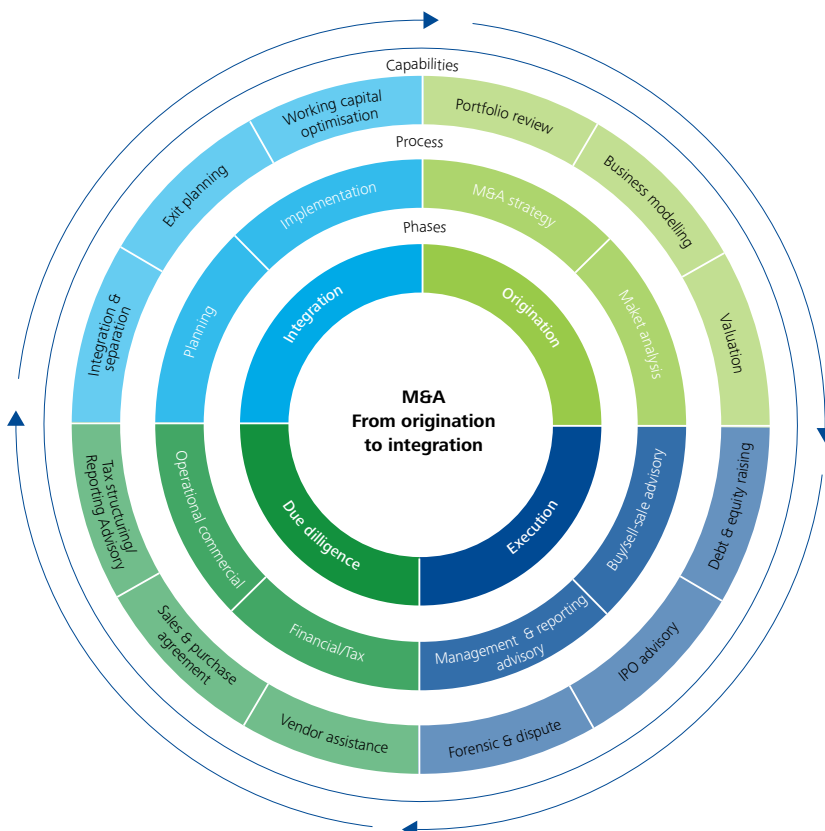 Capabilities
Working capital
optimisation
Portfolio review
Exit planning
Business modelling
Integration &
separation
Valuation
Process
Implementation
M&A strategy
Planning
Maket analysis
Phases
Integration
Origination
M&A
From origination
to integration
Due dilligence
Execution
Operational commercial
Buy/sell-sale advisory
Financial/Tax
Management & reporting
advisory
Tax structuring/
Reporting Advisory
Debt & equity raising
Sales & purchase
agreement
IPO advisory
Vendor assistance
Forensic & dispute